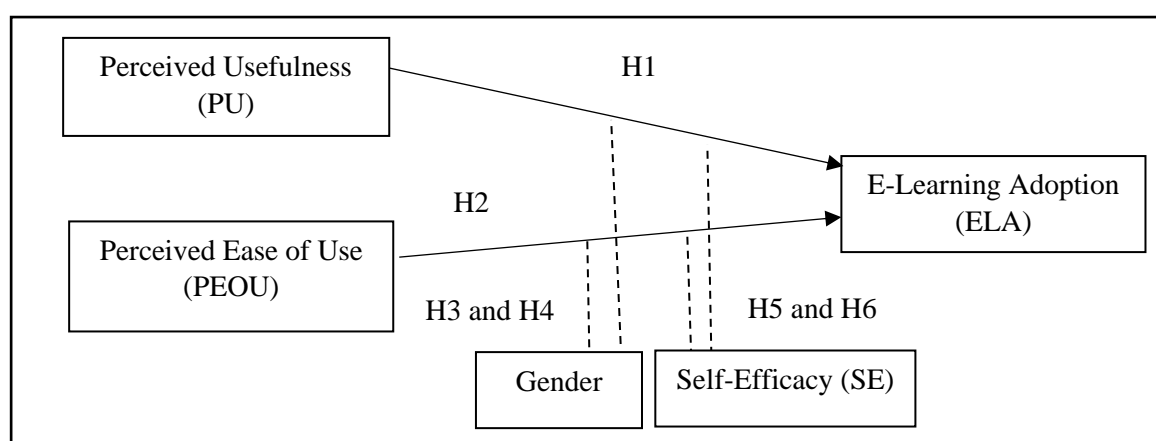 Perceived Usefulness
(PU)
H1
E-Learning Adoption
(ELA)
H2
Perceived Ease of Use
(PEOU)
H3 and H4
H5 and H6
Gender
Self-Efficacy (SE)